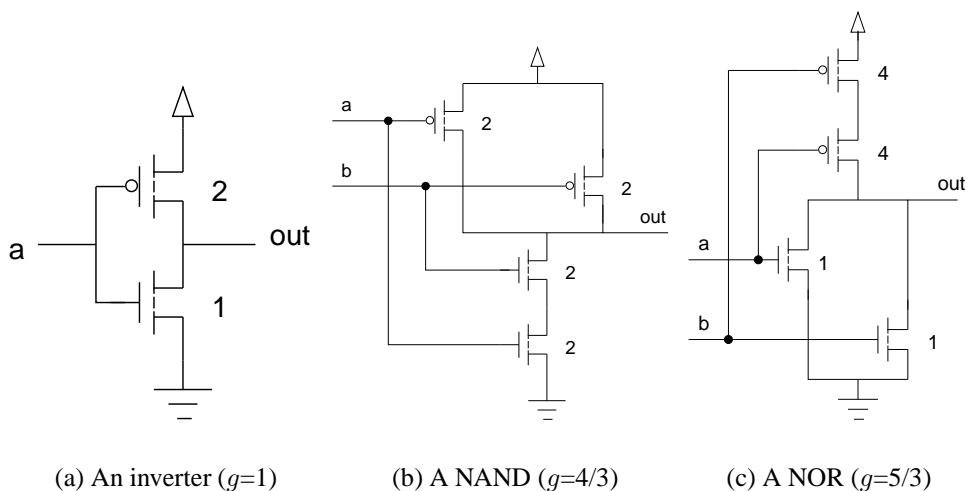 a
2
out
1
a
2
b
2
out
2
2
4
4
out
a
1
b
1
(a) An inverter (g=1)
(b) A NAND (g=4/3)
(c) A NOR (g=5/3)